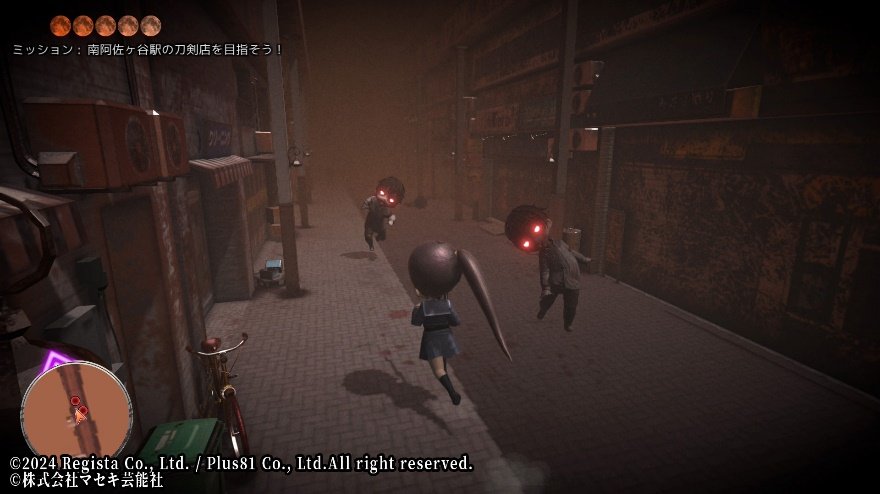 ミッション：南阿佐ヶ谷駅の刀剣店を目指そう！
©2024 Regista Co., Ltd. / Plus81 Co., Ltd.All right reserved.
©株式会社マセキ芸能社